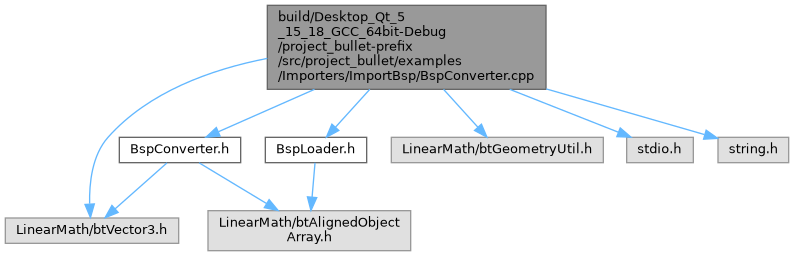 build/Desktop_Qt_5
_15_18_GCC_64bit-Debug
/project_bullet-prefix
/src/project_bullet/examples
/Importers/ImportBsp/BspConverter.cpp
BspConverter.h
BspLoader.h
LinearMath/btGeometryUtil.h
stdio.h
string.h
LinearMath/btVector3.h
LinearMath/btAlignedObject
Array.h